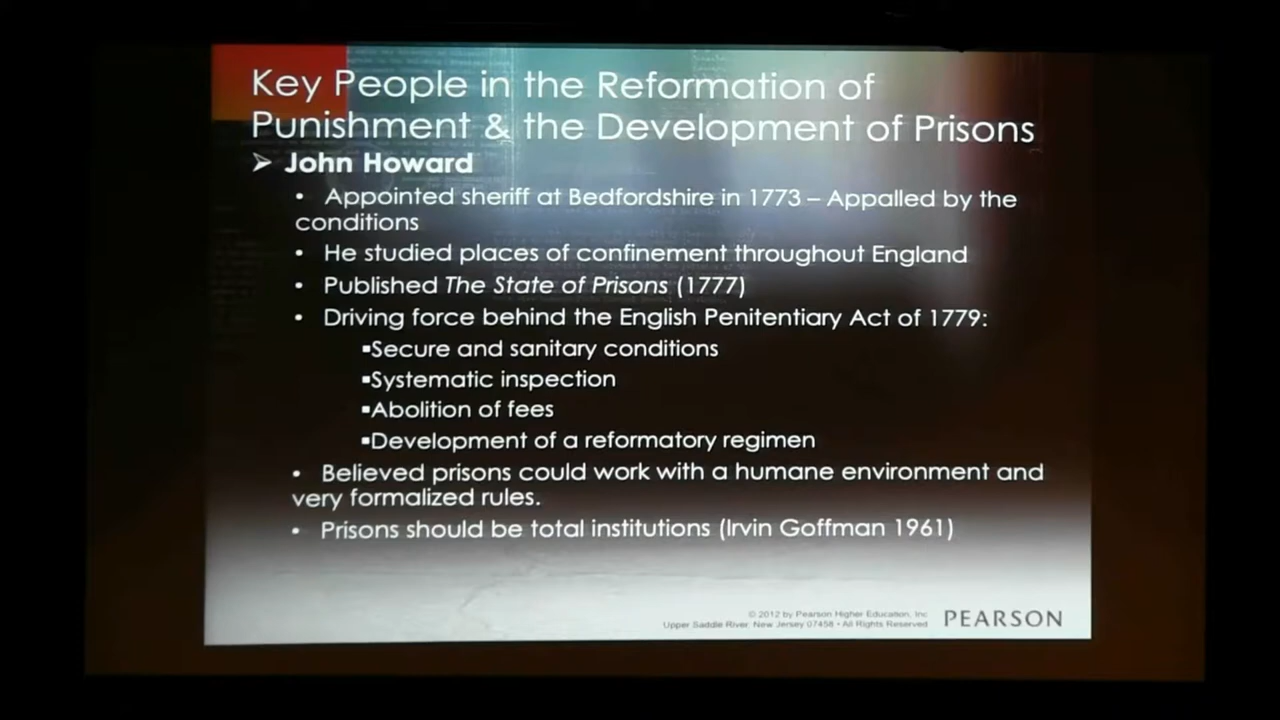 Key People in the Reformation of
Punishment & the Development of Prisons
➢ John Howard
• Appointed sheriff at Bedfordshire in 1773 – Appalled by the
conditions
• He studied places of confinement throughout England
• Published The State of Prisons (1777)
• Driving force behind the English Penitentiary Act of 1779:
▪Secure and sanitary conditions
▪Systematic inspection
▪Abolition of fees
▪Development of a reformatory regimen
• Believed prisons could work with a humane environment and
very formalized rules.
• Prisons should be total institutions (Irvin Goffman 1961)
© 2012 by Pearson Higher Education, Inc
Upper Saddle River, New Jersey 07458 • All Rights Reserved
PEARSON